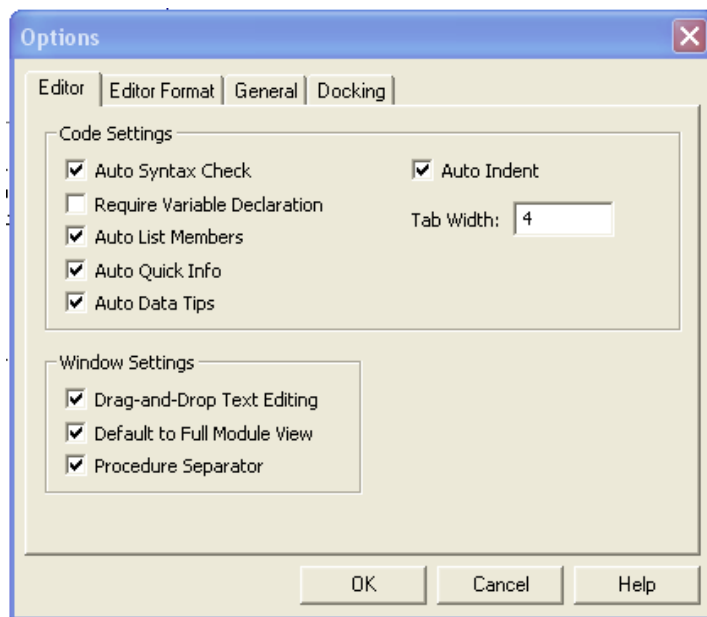 Options
Editor Editor Format General Docking
Code Settings
Auto Syntax Check
Require Variable Declaration
Auto List Members
Auto Quick Info
Auto Data Tips
Auto Indent
Tab Width: 4
Window Settings
Drag-and-Drop Text Editing
Default to Full Module View
Procedure Separator
OK Cancel Help